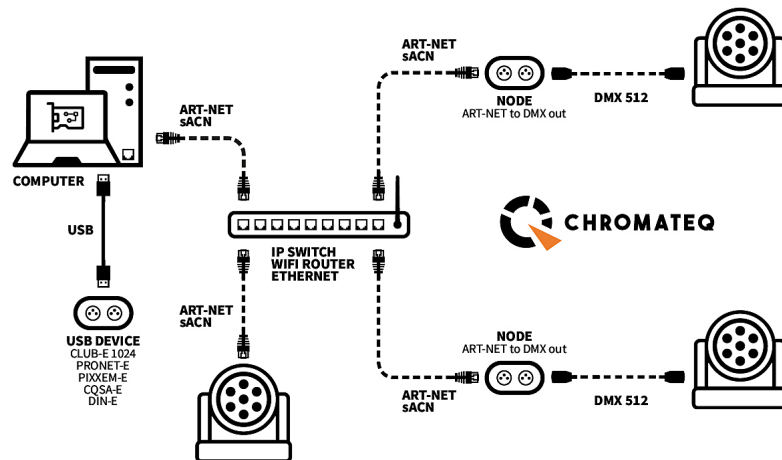 ART-NET
sACN
NODE
ART-NET to DMX out
DMX 512
ART-NET
sACN
COMPUTER
USB
CHROMATEQ
IP SWITCH
WIFI ROUTER
ETHERNET
ART-NET
sACN
USB DEVICE
CLUB-E 1024
PRONET-E
PIXXEM-E
CQSA-E
DIN-E
NODE
ART-NET to DMX out
ART-NET
sACN
DMX 512